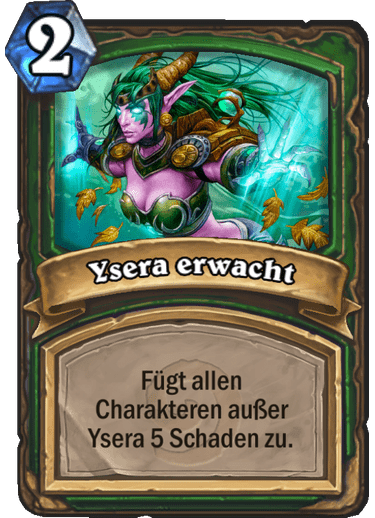 2
Ysera erwacht
Fügt allen
Charakteren außer
Ysera 5 Schaden zu.